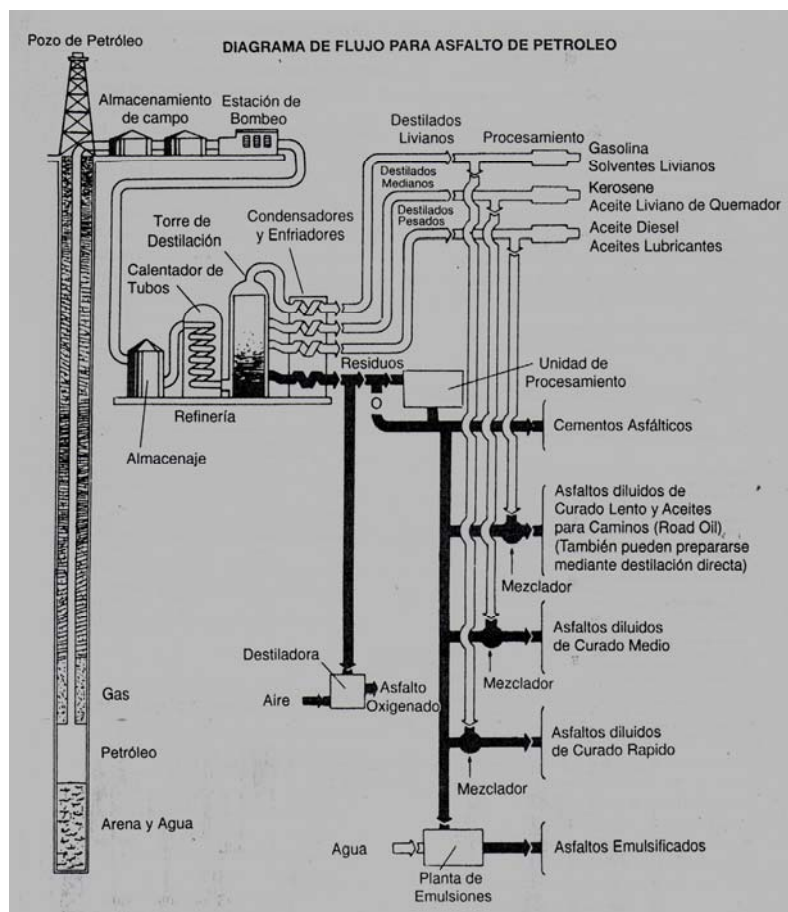 Pozo de Petróleo
DIAGRAMA DE FLUJO PARA ASFALTO DE PETROLEO
Almacenamiento
de campo
Estación de
Bombeo
Destilados
Livianos
Procesamiento
Gasolina
Solventes Livianos
Destilados
Medianos
Kerosene
Aceite Liviano de Quemador
Destilados
Pesados
Aceite Diesel
Aceites Lubricantes
Torre de
Destilación
Condensadores
y Enfriadores
Calentador de
Tubos
Residuos
Unidad de
Procesamiento
Refinería
Almacenaje
Cementos Asfálticos
Asfaltos diluidos de
Curado Lento y Aceites
para Caminos (Road Oil)
(También pueden prepararse
mediante destilación directa)
Mezclador
Asfaltos diluidos
de Curado Medio
Mezclador
Destiladora
Aire
Asfalto
Oxigenado
Gas
Asfaltos diluidos
de Curado Rapido
Mezclador
Petróleo
Arena y Agua
Agua
Planta de
Emulsiones
Asfaltos Emulsificados